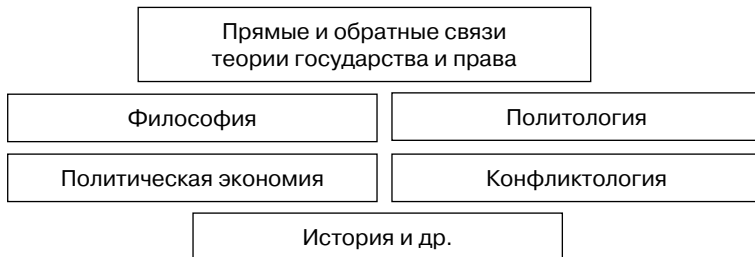 Прямые и обратные связи
теории государства и права
Философия
Политология
Политическая экономия
Конфликтология
История и др.